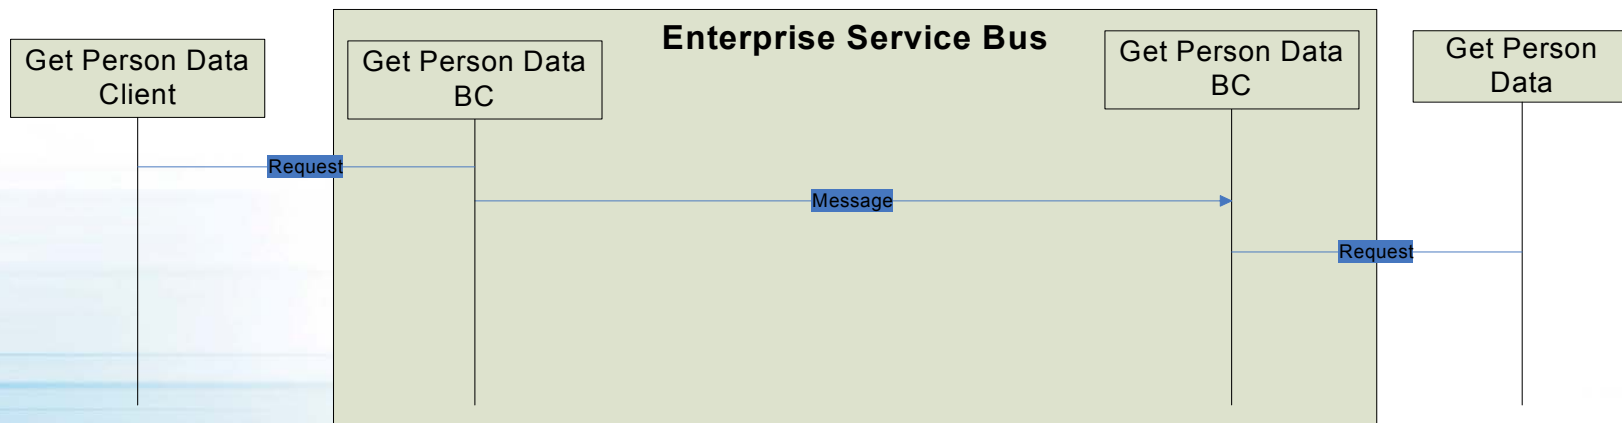 Enterprise Service Bus
Get Person Data
Client
Get Person Data
BC
Get Person Data
BC
Get Person
Data
Request
Message
Request